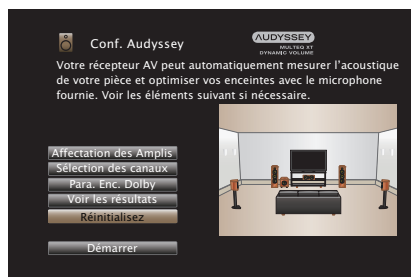 Conf. Audyssey
AUDYSSEY
MULTEQ XT
DYNAMIC VOLUME
Votre récepteur AV peut automatiquement mesurer l'acoustique
de votre pièce et optimiser vos enceintes avec le microphone
fournie. Voir les éléments suivant si nécessaire.
Affectation des Amplis
Sélection des canaux
Para. Enc. Dolby
Voir les résultats
Réinitialisez
Démarrer